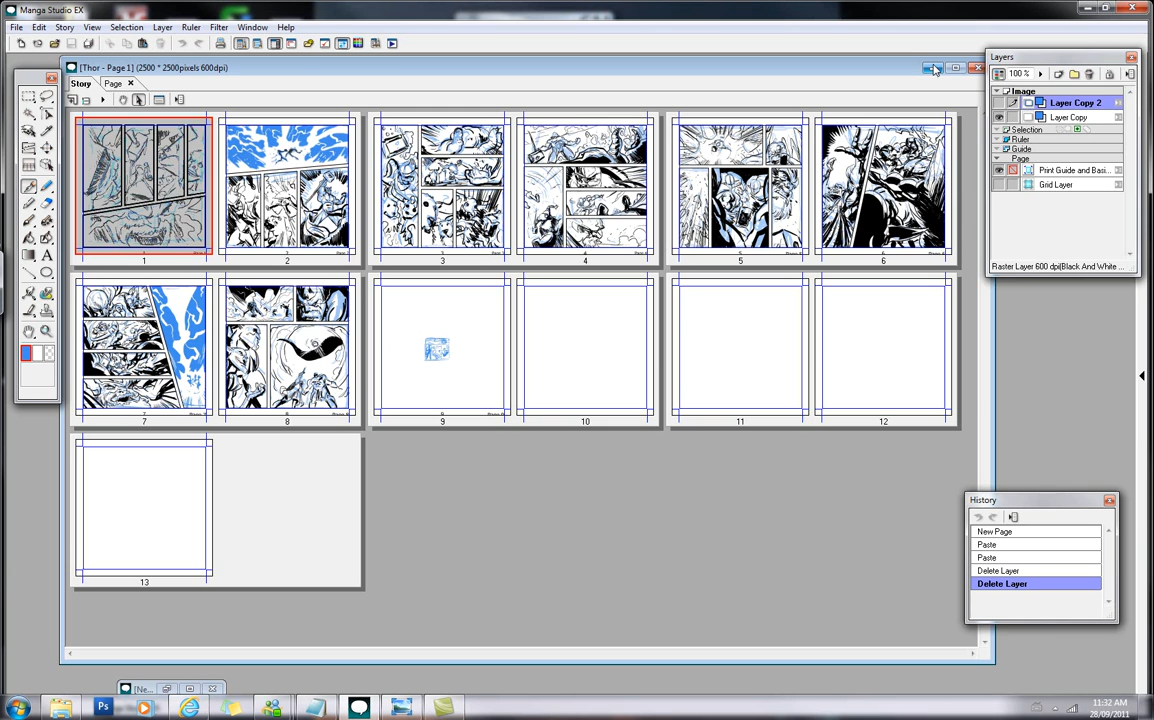 Manga Studio EX
File Edit Story View Selection Layer Ruler Filter Window Help
[Thor - Page 1] (2500 * 2500pixels 600dpi)
Story Page
1
2
3
4
5
6
7
8
9
10
11
12
13
Layers
100 %
Image
Layer Copy 2
Layer Copy
Selection
Ruler
Guide
Page
Print Guide and Basi...
Grid Layer
Raster Layer 600 dpi(Black And White ...
History
New Page
Paste
Paste
Delete Layer
Delete Layer
[Ne...
Ps
11:32 AM
28/09/2011